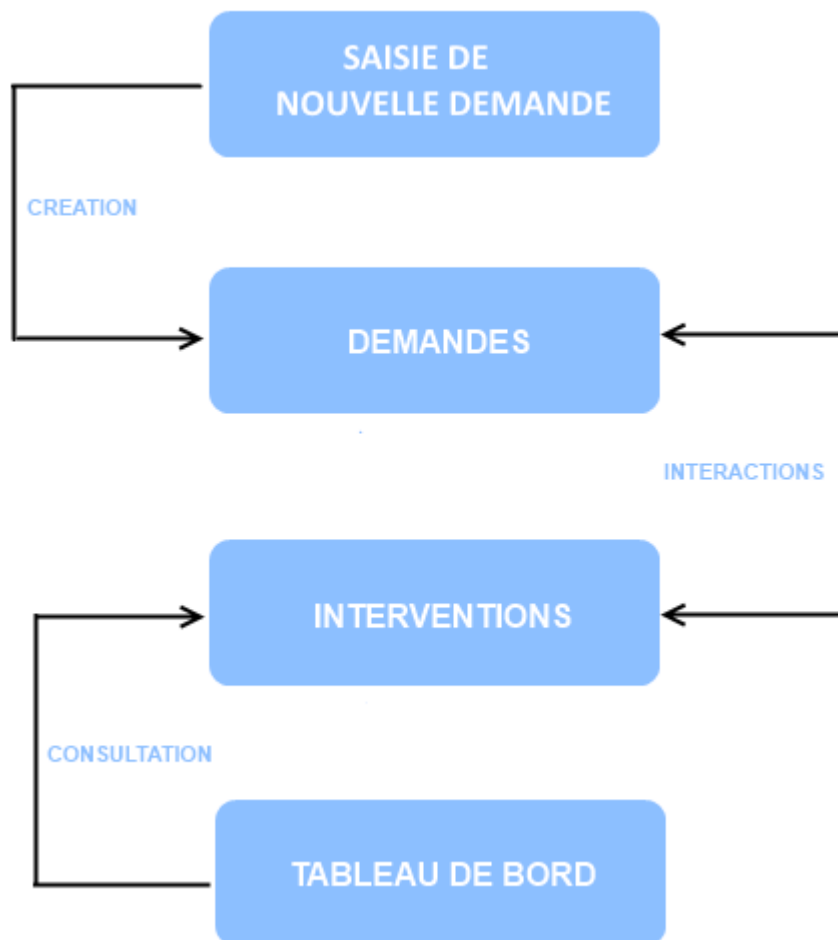 SAISIE DE
NOUVELLE DEMANDE
CREATION
DEMANDES
INTERACTIONS
INTERVENTIONS
CONSULTATION
TABLEAU DE BORD